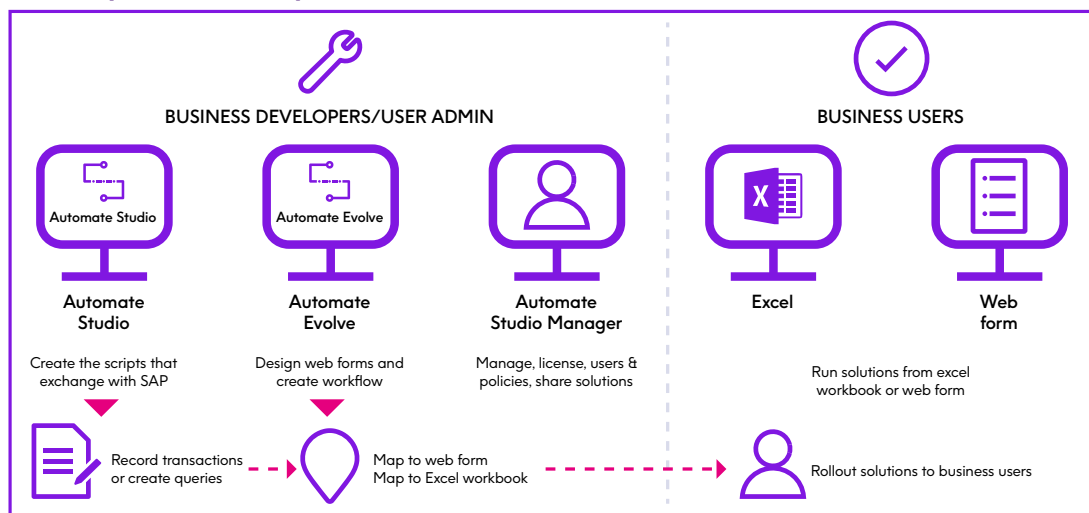 BUSINESS DEVELOPERS/USER ADMIN
BUSINESS USERS
Automate Studio
Automate Evolve
X
Automate
Studio
Automate
Evolve
Automate
Studio Manager
Excel
Web
form
Create the scripts that
exchange with SAP
Design web forms and
create workflow
Manage, license, users &
policies, share solutions
Run solutions from excel
workbook or web form
Record transactions
or create queries
Map to web form
Map to Excel workbook
Rollout solutions to business users